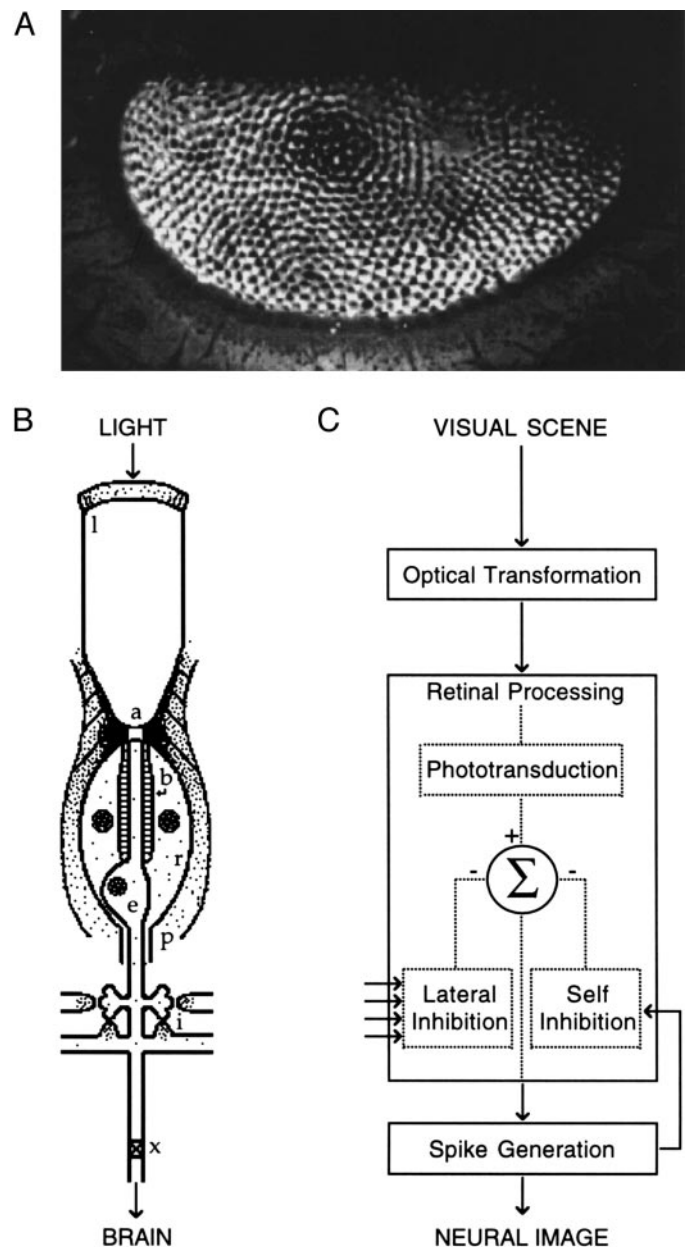 A
B
LIGHT
l
a
b
r
e
p
i
x
BRAIN
C
VISUAL SCENE
Optical Transformation
Retinal Processing
Phototransduction
+
- Σ -
Lateral
Inhibition
Self
Inhibition
Spike Generation
NEURAL IMAGE